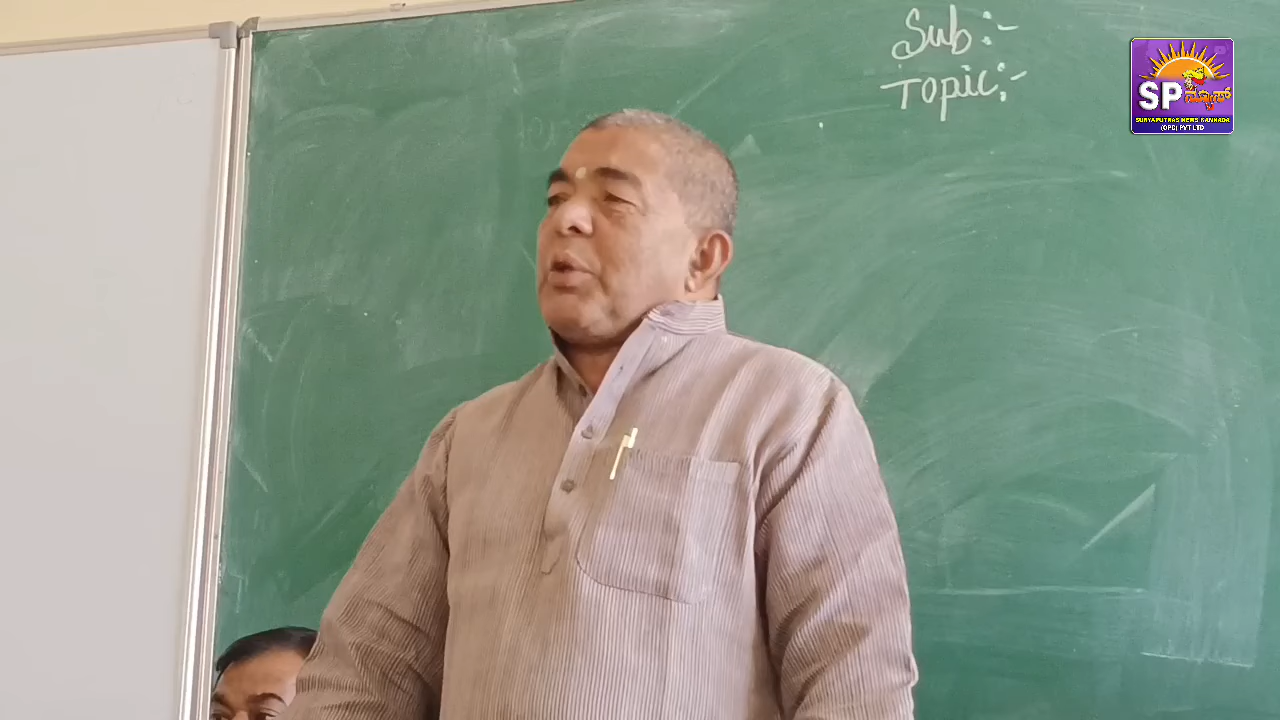 Sub:-
Topic:-
SP ನ್ಯೂಸ್
SURYAPUTRAS NEWS KANNADA
(OPC) PVT LTD